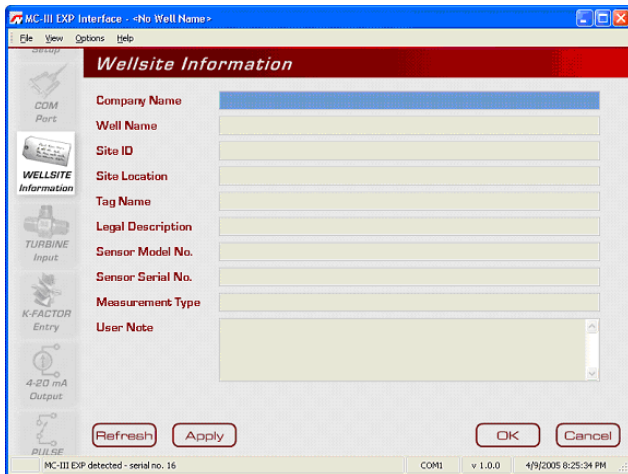 MC-III EXP Interface - <No Well Name>
File View Options Help
Setup
Wellsite Information
COM
Port
WELLSITE
Information
TURBINE
Input
K-FACTOR
Entry
4-20 mA
Output
PULSE
Company Name
Well Name
Site ID
Site Location
Tag Name
Legal Description
Sensor Model No.
Sensor Serial No.
Measurement Type
User Note
Refresh Apply OK Cancel
MC-III EXP detected - serial no. 16 COM1 v 1.0.0 4/9/2005 8:25:34 PM